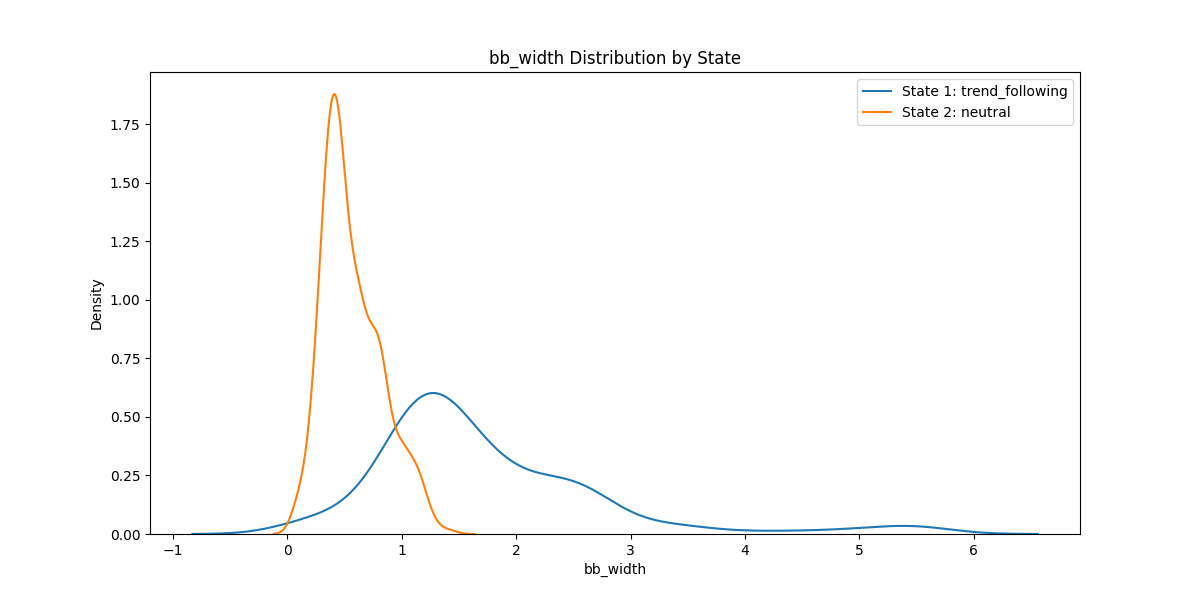 bb_width Distribution by State
State 1: trend_following
State 2: neutral
Density
1.75
1.50
1.25
1.00
0.75
0.50
0.25
0.00
−1 0 1 2 3 4 5 6
bb_width